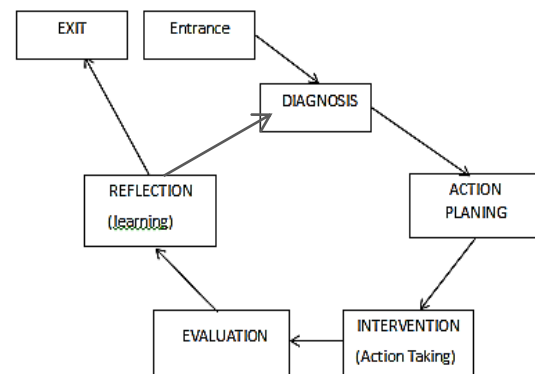 EXIT
Entrance
DIAGNOSIS
REFLECTION
(learning)
ACTION
PLANING
EVALUATION
INTERVENTION
(Action Taking)